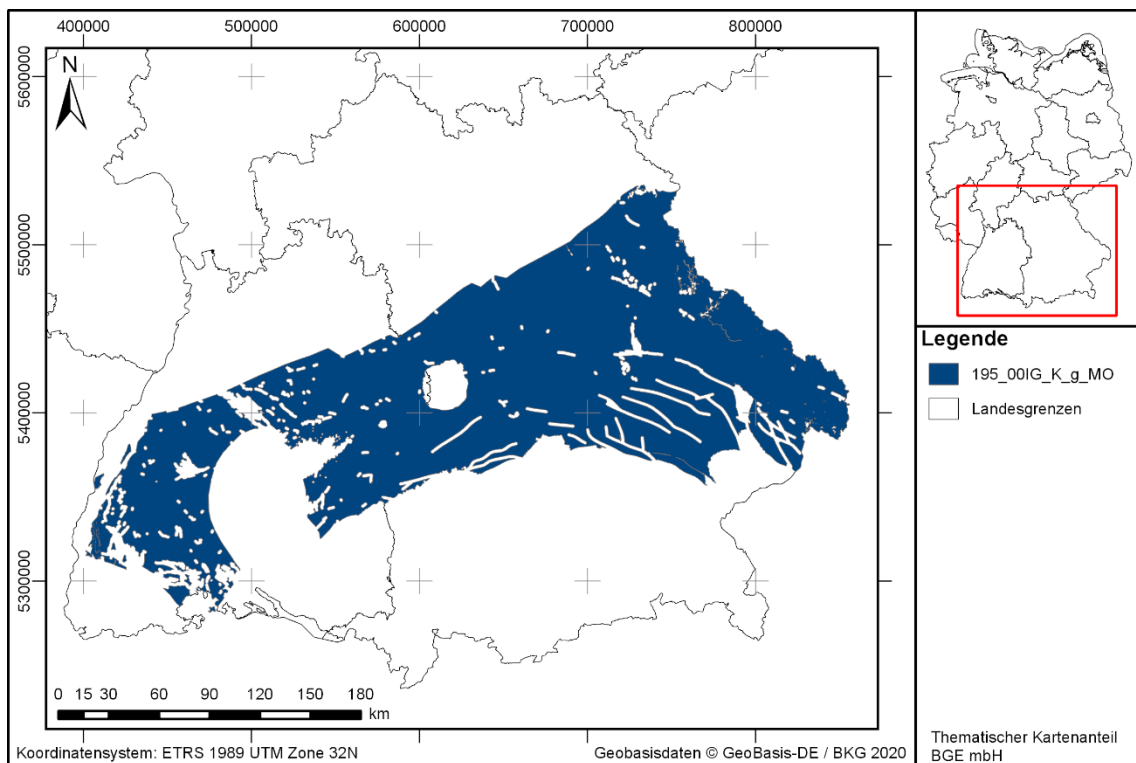 400000 500000 600000 700000 800000
N
5600000
5500000
5400000
5300000
0 15 30 60 90 120 150 180
km
Koordinatensystem: ETRS 1989 UTM Zone 32N
Geobasisdaten © GeoBasis-DE / BKG 2020
Legende
195_00IG_K_g_MO
Landesgrenzen
Thematischer Kartenanteil
BGE mbH